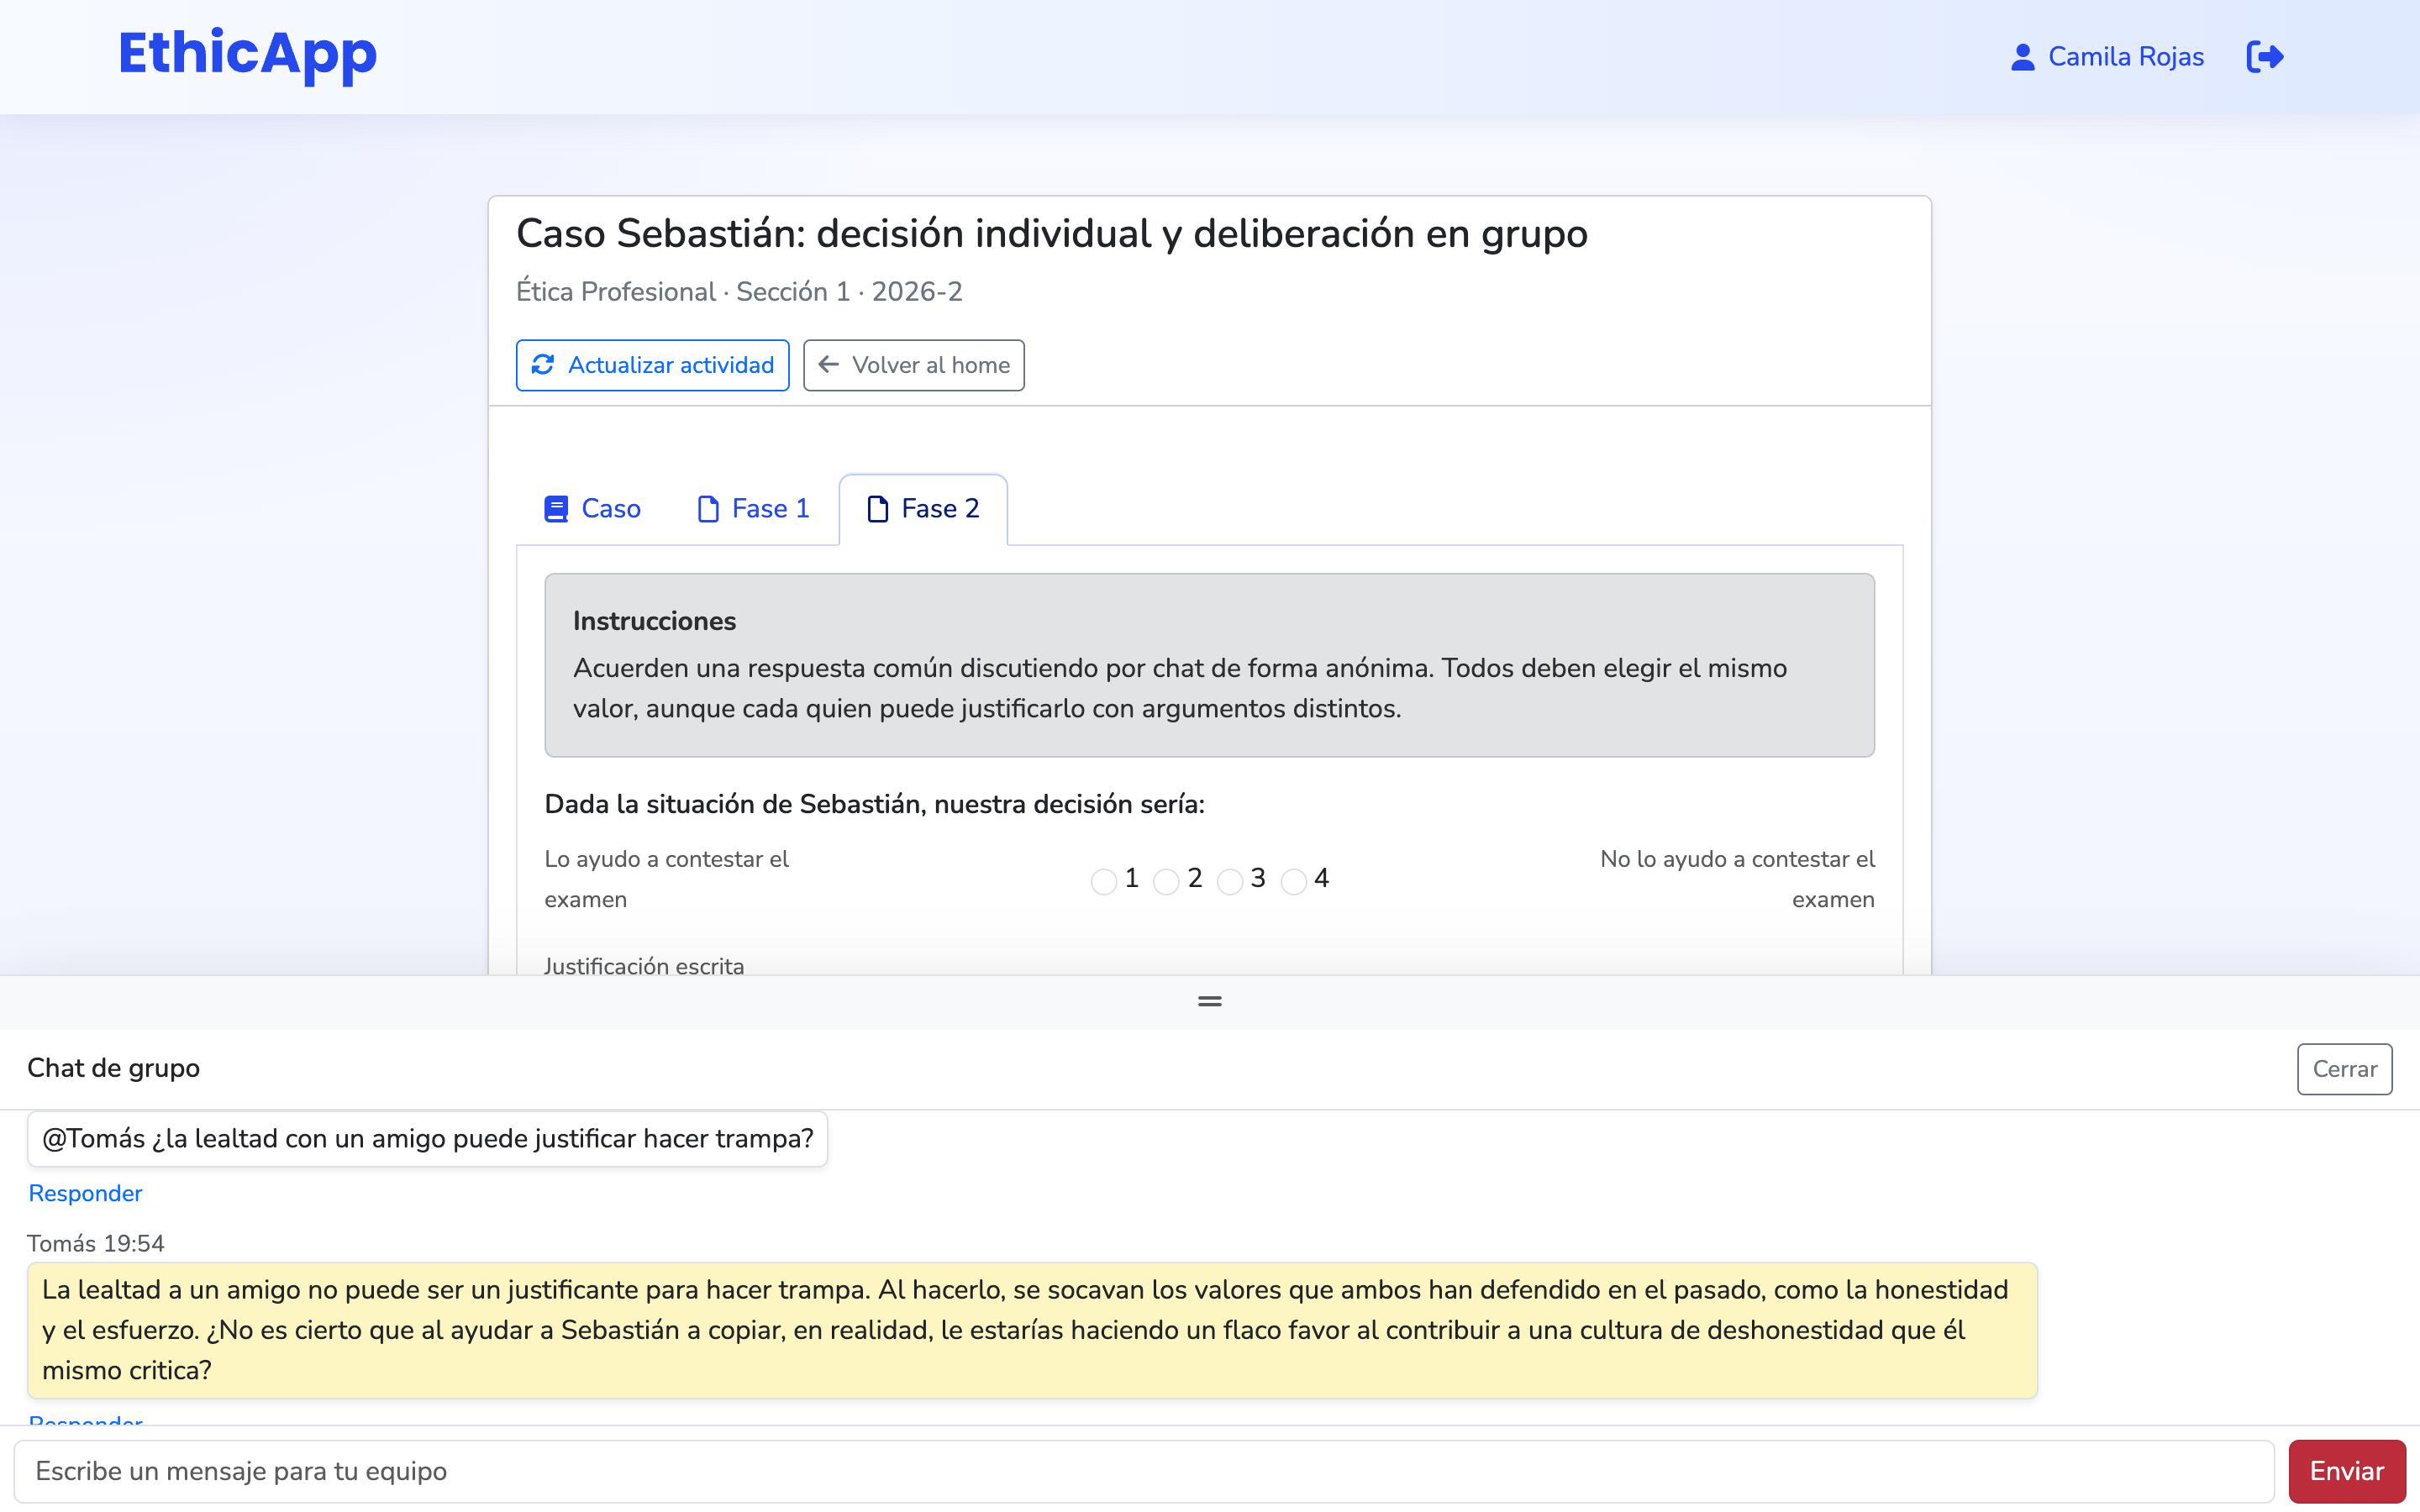 EthicApp
Camila Rojas
Caso Sebastián: decisión individual y deliberación en grupo
Ética Profesional · Sección 1 · 2026-2
Actualizar actividad
Volver al home
Caso
Fase 1
Fase 2
Instrucciones
Acuerden una respuesta común discutiendo por chat de forma anónima. Todos deben elegir el mismo
valor, aunque cada quien puede justificarlo con argumentos distintos.
Dada la situación de Sebastián, nuestra decisión sería:
Lo ayudo a contestar el
examen
1 2 3 4
No lo ayudo a contestar el
examen
Justificación escrita
Chat de grupo
Cerrar
@Tomás ¿la lealtad con un amigo puede justificar hacer trampa?
Responder
Tomás 19:54
La lealtad a un amigo no puede ser un justificante para hacer trampa. Al hacerlo, se socavan los valores que ambos han defendido en el pasado, como la honestidad
y el esfuerzo. ¿No es cierto que al ayudar a Sebastián a copiar, en realidad, le estarías haciendo un flaco favor al contribuir a una cultura de deshonestidad que él
mismo critica?
Responder
Escribe un mensaje para tu equipo
Enviar